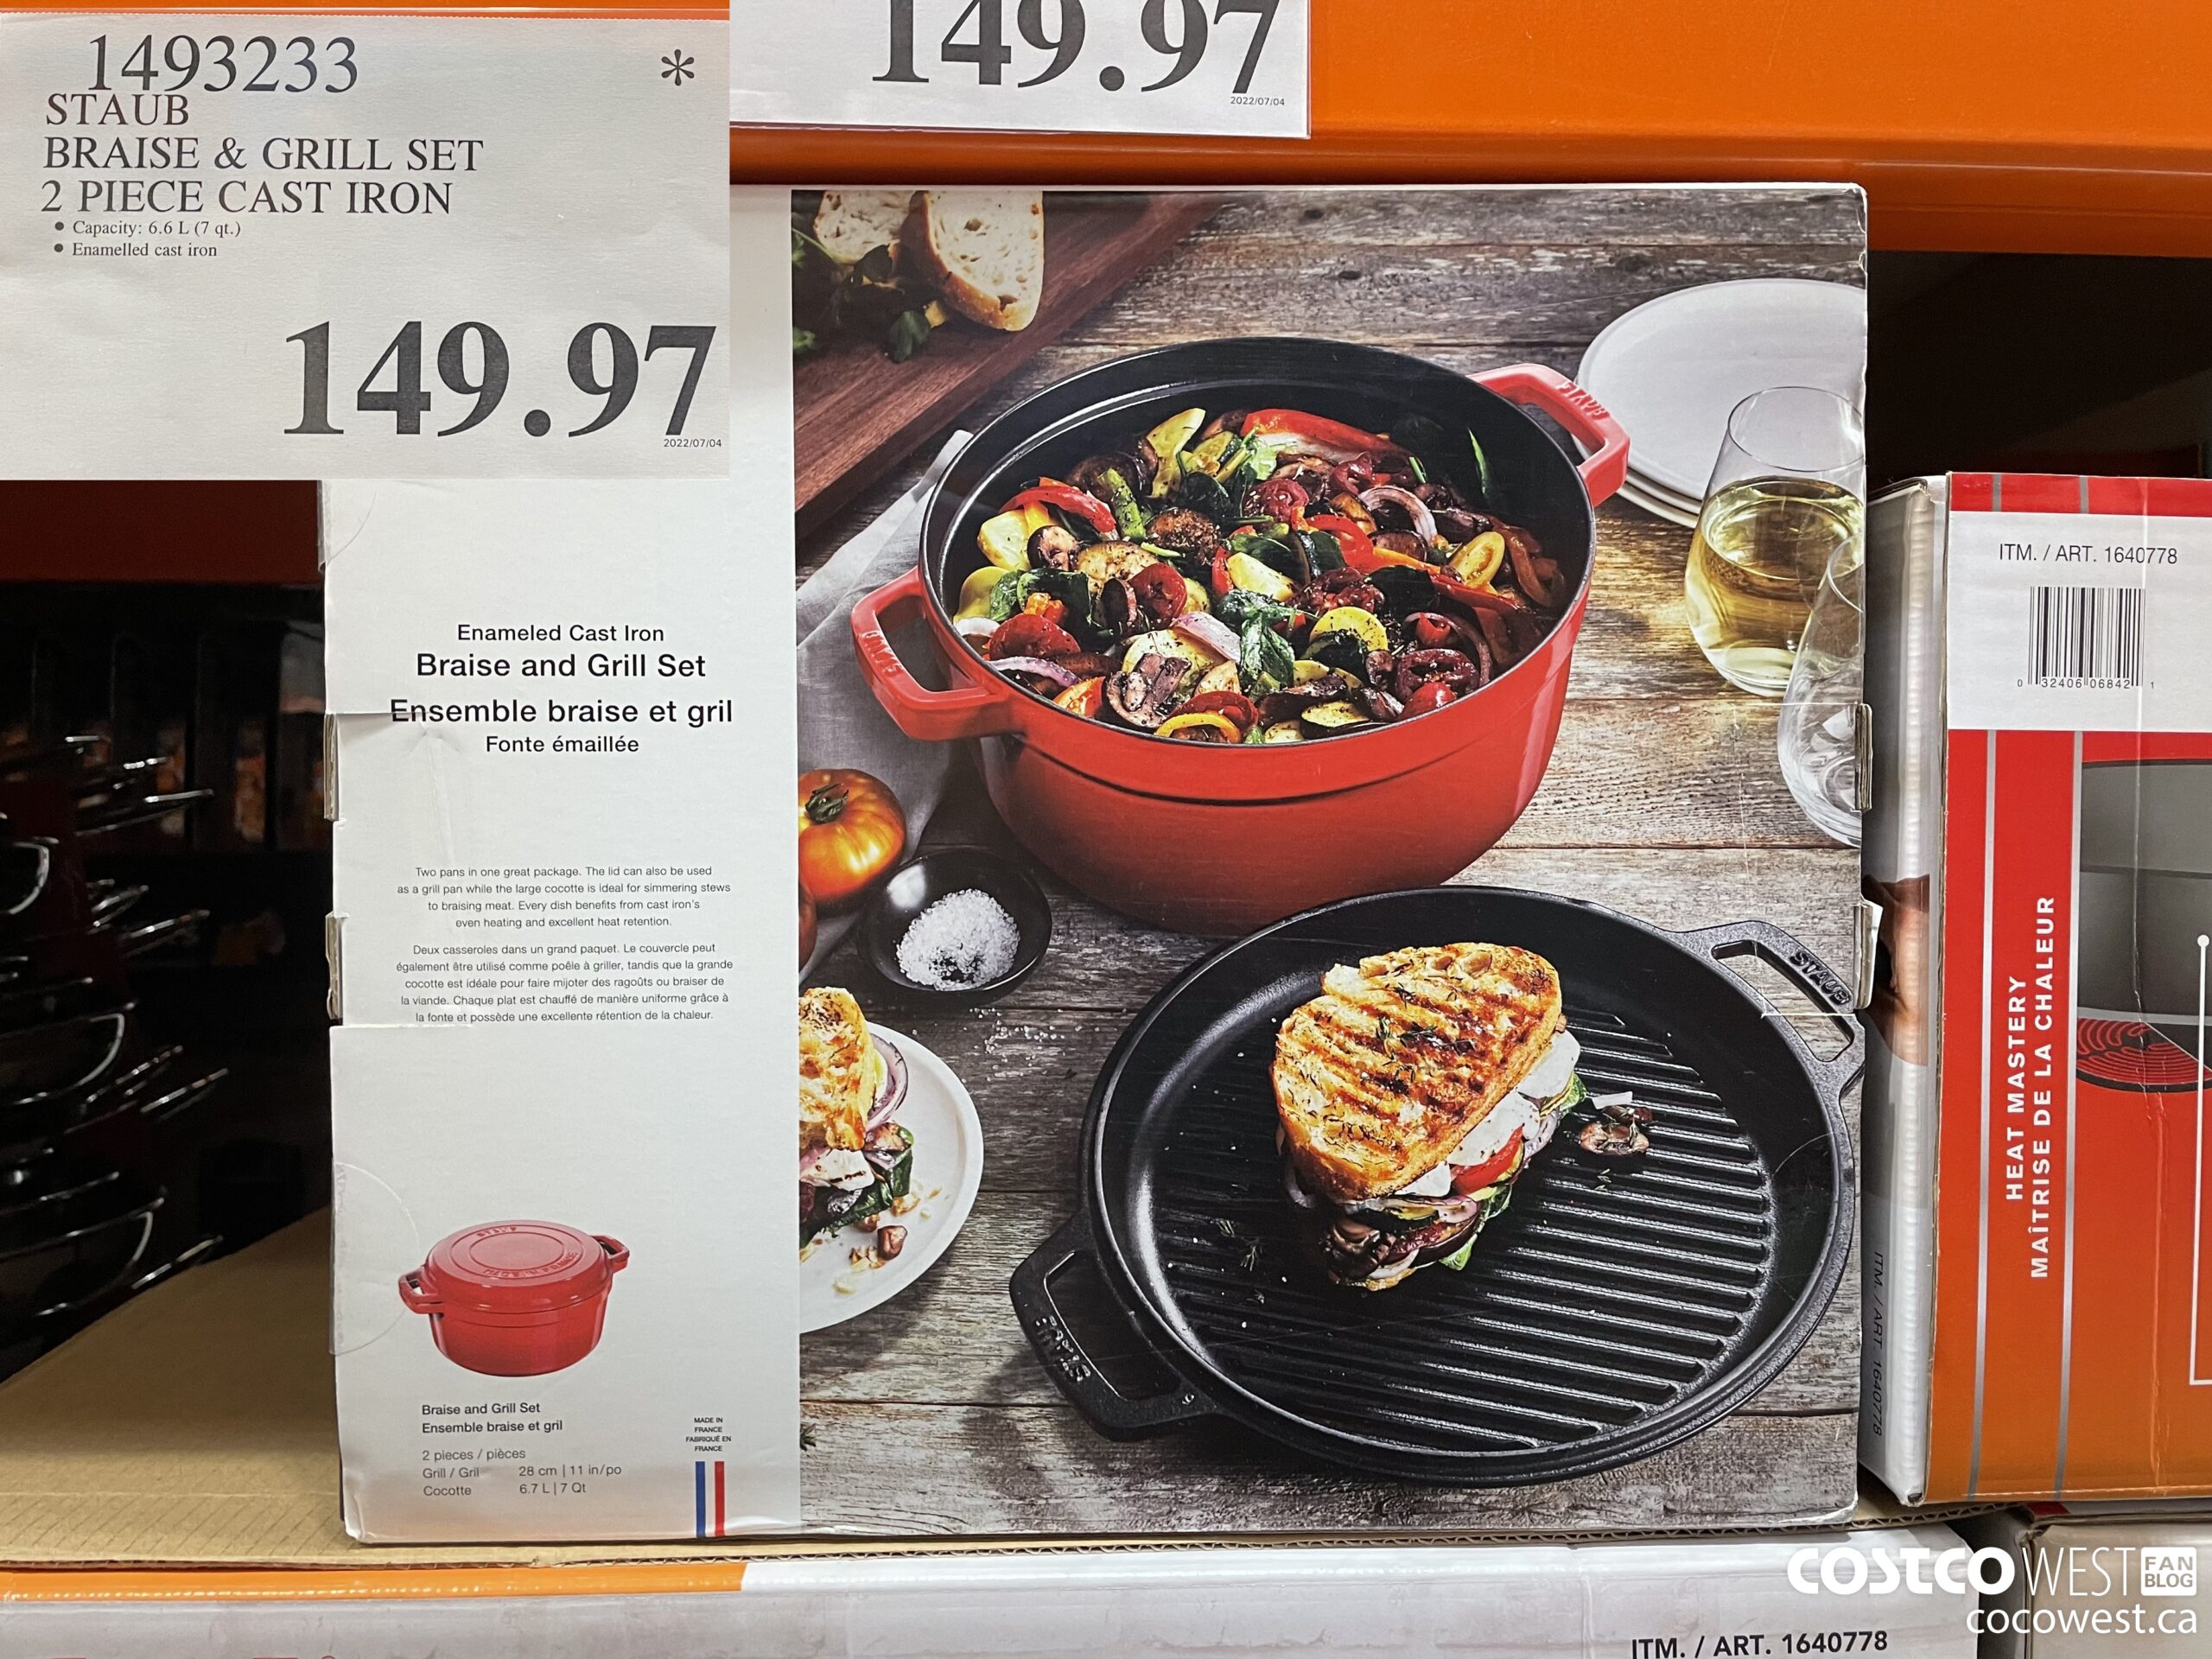 149.97
2022/07/04
1493233 *
STAUB
BRAISE & GRILL SET
2 PIECE CAST IRON
• Capacity: 6.6 L (7 qt.)
• Enamelled cast iron
149.97
2022/07/04
Enameled Cast Iron
Braise and Grill Set
Ensemble braise et gril
Fonte émaillée
Two pans in one great package. The lid can also be used
as a grill pan while the large cocotte is ideal for simmering stews
to braising meat. Every dish benefits from cast iron's
even heating and excellent heat retention.
Deux casseroles dans un grand paquet. Le couvercle peut
également être utilisé comme poêle à griller, tandis que la grande
cocotte est idéale pour faire mijoter des ragoûts ou braiser de
la viande. Chaque plat est chauffé de manière uniforme grâce à
la fonte et possède une excellente rétention de la chaleur.
STAUB
Braise and Grill Set
Ensemble braise et gril
2 pieces / pièces
Grill / Gril 28 cm | 11 in/po
Cocotte 6.7 L | 7 Qt
MADE IN
FRANCE
FABRIQUÉ EN
FRANCE
STAUB
STAUB
STAUB
STAUB
ITM. / ART. 1640778
0 32406 06842 1
HEAT MASTERY
MAÎTRISE DE LA CHALEUR
ITM. / ART. 1640778
ITM. / ART. 1640778
COSTCO WEST FAN
BLOG
cocowest.ca